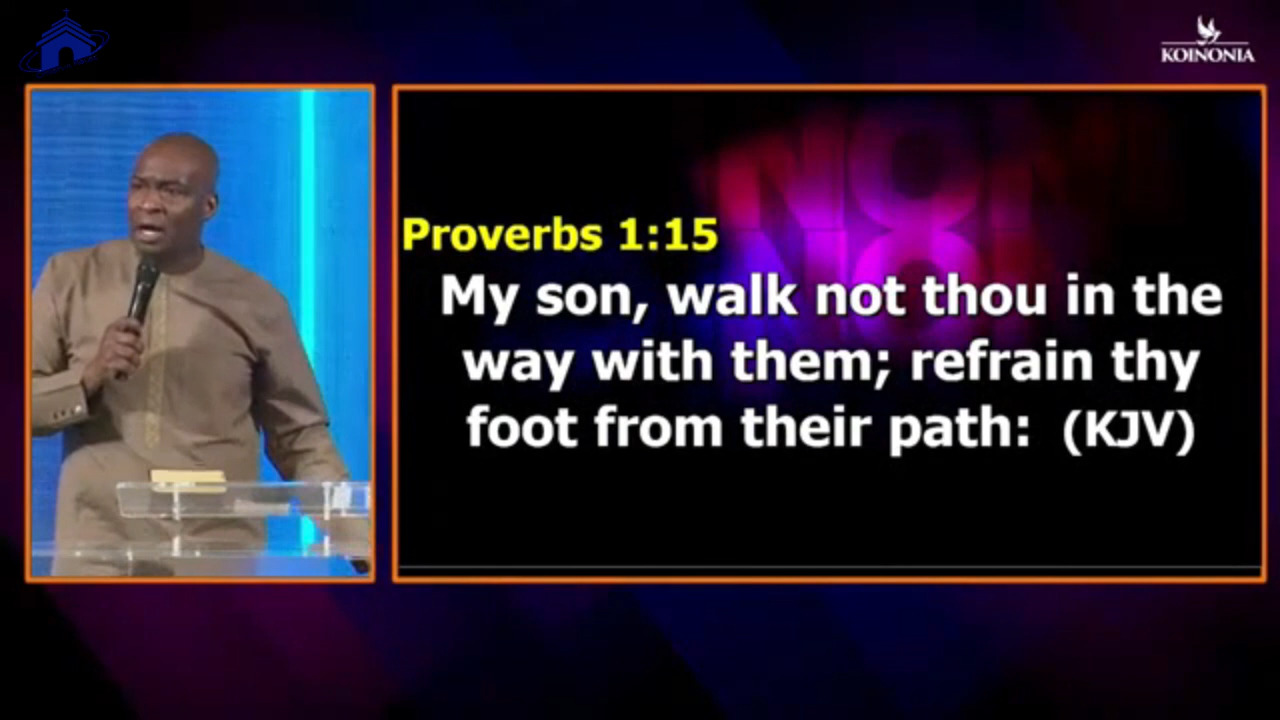 KOINONIA
Proverbs 1:15
My son, walk not thou in the
way with them; refrain thy
foot from their path: (KJV)